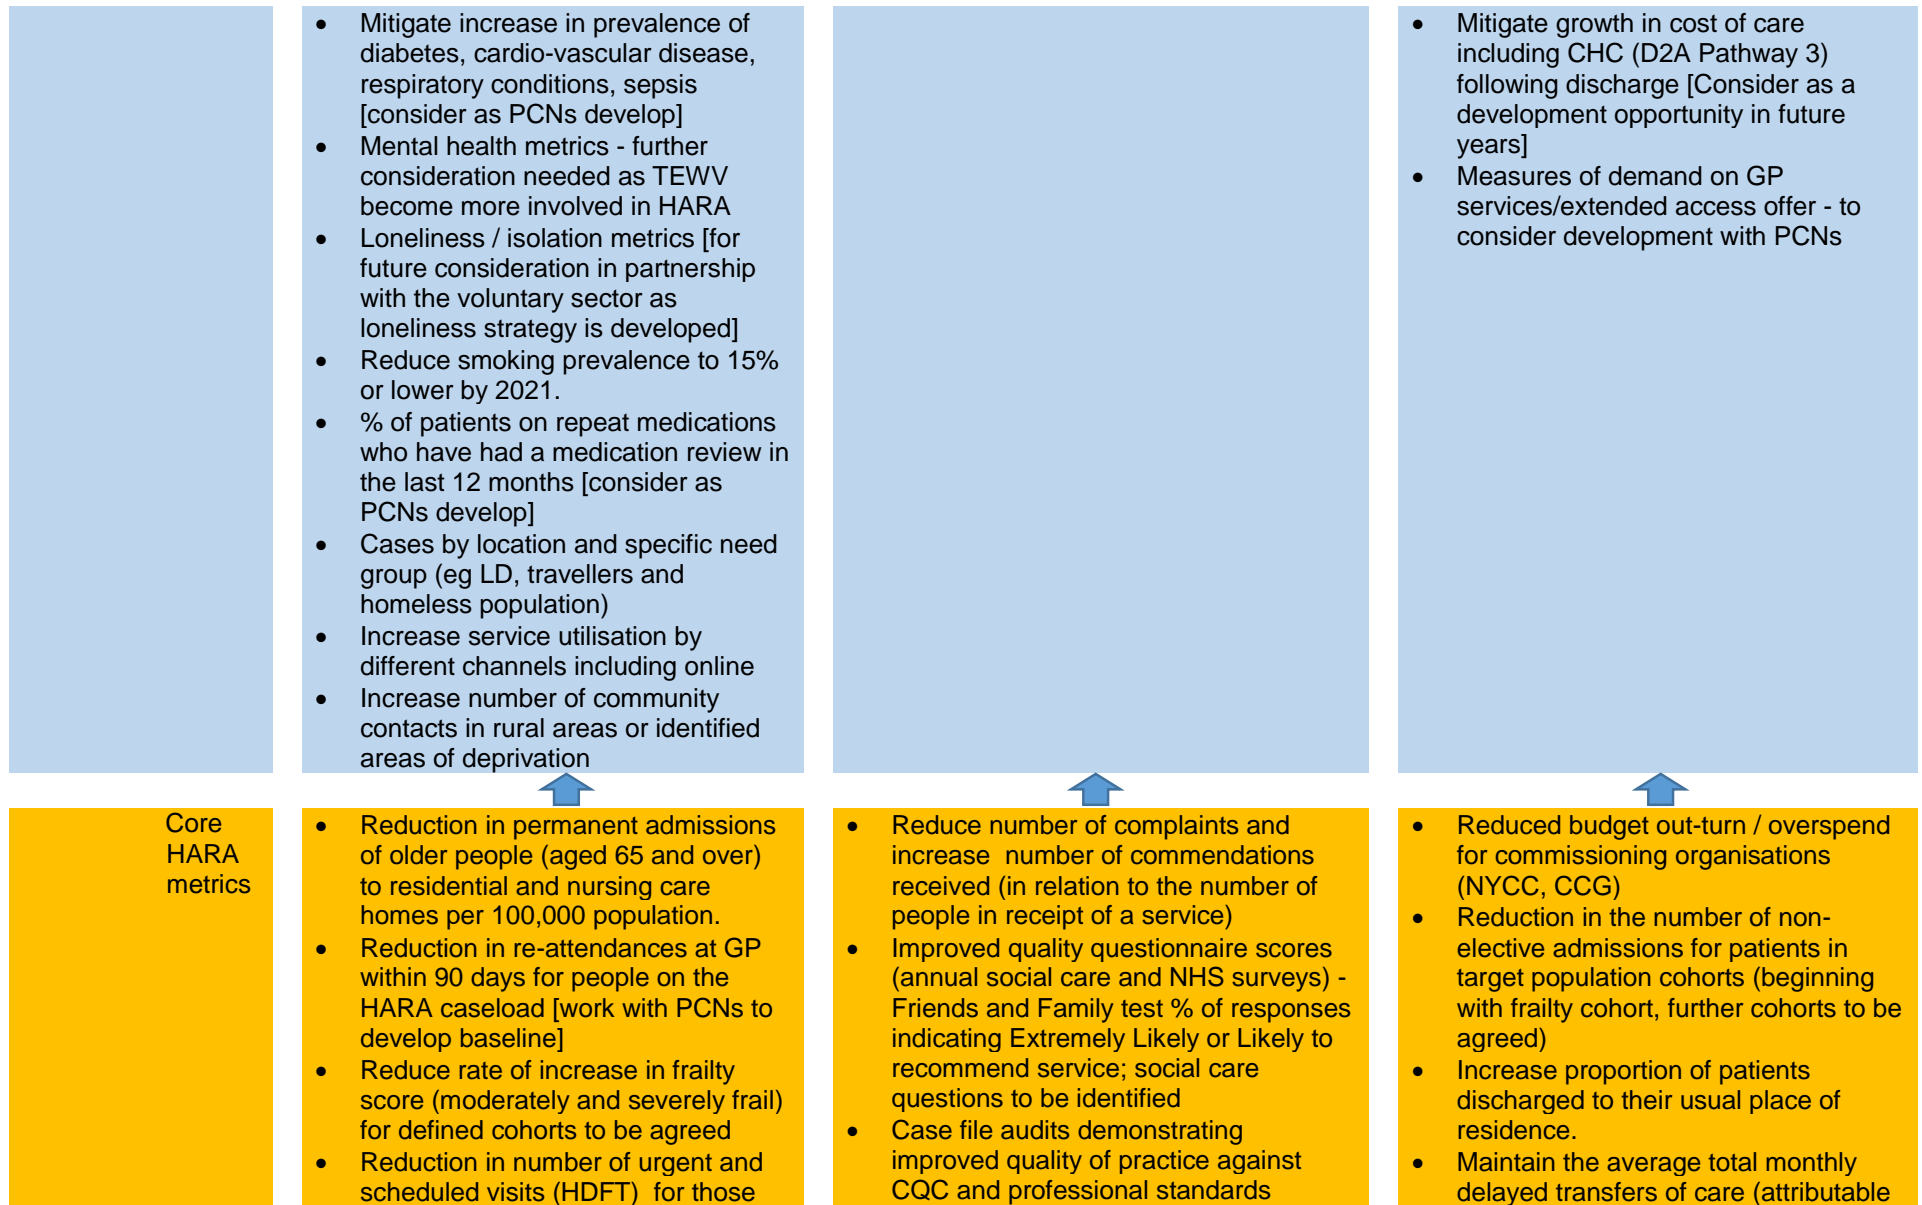 • Mitigate increase in prevalence of
diabetes, cardio-vascular disease,
respiratory conditions, sepsis
[consider as PCNs develop]
• Mental health metrics - further
consideration needed as TEWV
become more involved in HARA
• Loneliness / isolation metrics [for
future consideration in partnership
with the voluntary sector as
loneliness strategy is developed]
• Reduce smoking prevalence to 15%
or lower by 2021.
• % of patients on repeat medications
who have had a medication review in
the last 12 months [consider as
PCNs develop]
• Cases by location and specific need
group (eg LD, travellers and
homeless population)
• Increase service utilisation by
different channels including online
• Increase number of community
contacts in rural areas or identified
areas of deprivation
• Mitigate growth in cost of care
including CHC (D2A Pathway 3)
following discharge [Consider as a
development opportunity in future
years]
• Measures of demand on GP
services/extended access offer - to
consider development with PCNs
Core
HARA
metrics
• Reduction in permanent admissions
of older people (aged 65 and over)
to residential and nursing care
homes per 100,000 population.
• Reduction in re-attendances at GP
within 90 days for people on the
HARA caseload [work with PCNs to
develop baseline]
• Reduce rate of increase in frailty
score (moderately and severely frail)
for defined cohorts to be agreed
• Reduction in number of urgent and
scheduled visits (HDFT) for those
• Reduce number of complaints and
increase number of commendations
received (in relation to the number of
people in receipt of a service)
• Improved quality questionnaire scores
(annual social care and NHS surveys) -
Friends and Family test % of responses
indicating Extremely Likely or Likely to
recommend service; social care
questions to be identified
• Case file audits demonstrating
improved quality of practice against
CQC and professional standards
• Reduced budget out-turn / overspend
for commissioning organisations
(NYCC, CCG)
• Reduction in the number of non-
elective admissions for patients in
target population cohorts (beginning
with frailty cohort, further cohorts to be
agreed)
• Increase proportion of patients
discharged to their usual place of
residence.
• Maintain the average total monthly
delayed transfers of care (attributable